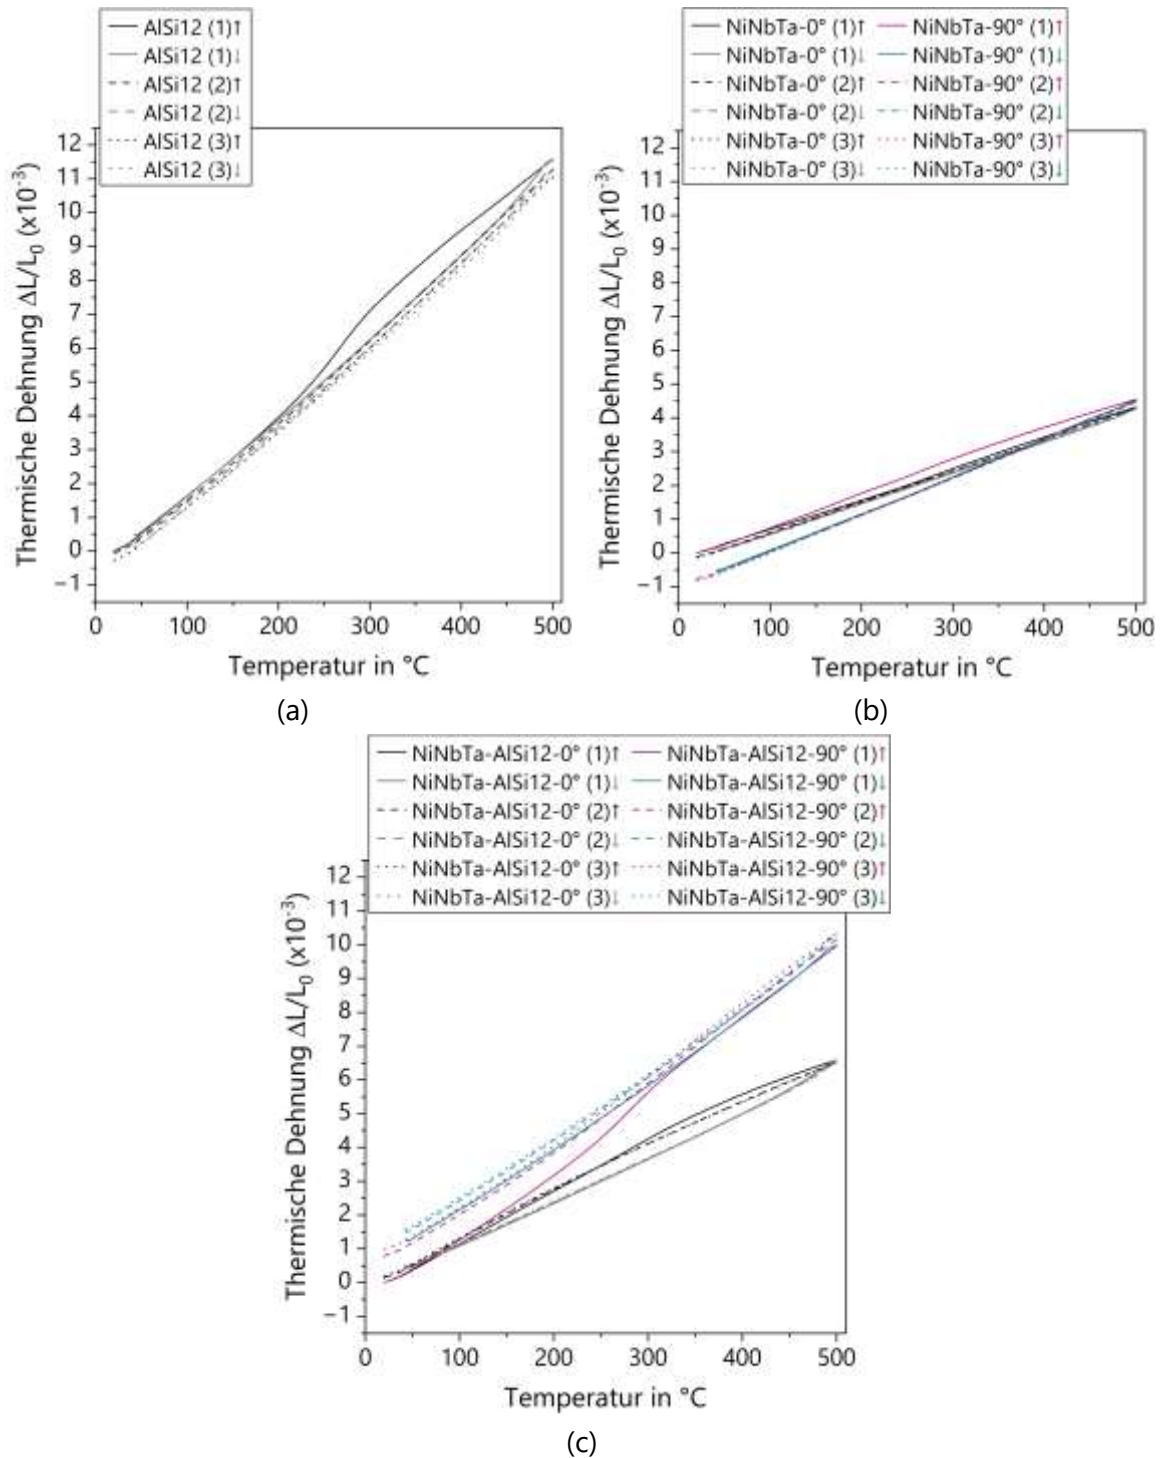 AlSi12 (1)↑
AlSi12 (1)↓
AlSi12 (2)↑
AlSi12 (2)↓
AlSi12 (3)↑
AlSi12 (3)↓
12
11
10
9
8
7
6
5
4
3
2
1
0
−1
Thermische Dehnung ΔL/L₀ (x10⁻³)
0 100 200 300 400 500
Temperatur in °C
(a)
NiNbTa-0° (1)↑ NiNbTa-90° (1)↑
NiNbTa-0° (1)↓ NiNbTa-90° (1)↓
NiNbTa-0° (2)↑ NiNbTa-90° (2)↑
NiNbTa-0° (2)↓ NiNbTa-90° (2)↓
NiNbTa-0° (3)↑ NiNbTa-90° (3)↑
NiNbTa-0° (3)↓ NiNbTa-90° (3)↓
12
11
10
9
8
7
6
5
4
3
2
1
0
−1
Thermische Dehnung ΔL/L₀ (x10⁻³)
0 100 200 300 400 500
Temperatur in °C
(b)
NiNbTa-AlSi12-0° (1)↑ NiNbTa-AlSi12-90° (1)↑
NiNbTa-AlSi12-0° (1)↓ NiNbTa-AlSi12-90° (1)↓
NiNbTa-AlSi12-0° (2)↑ NiNbTa-AlSi12-90° (2)↑
NiNbTa-AlSi12-0° (2)↓ NiNbTa-AlSi12-90° (2)↓
NiNbTa-AlSi12-0° (3)↑ NiNbTa-AlSi12-90° (3)↑
NiNbTa-AlSi12-0° (3)↓ NiNbTa-AlSi12-90° (3)↓
12
11
10
9
8
7
6
5
4
3
2
1
0
−1
Thermische Dehnung ΔL/L₀ (x10⁻³)
0 100 200 300 400 500
Temperatur in °C
(c)